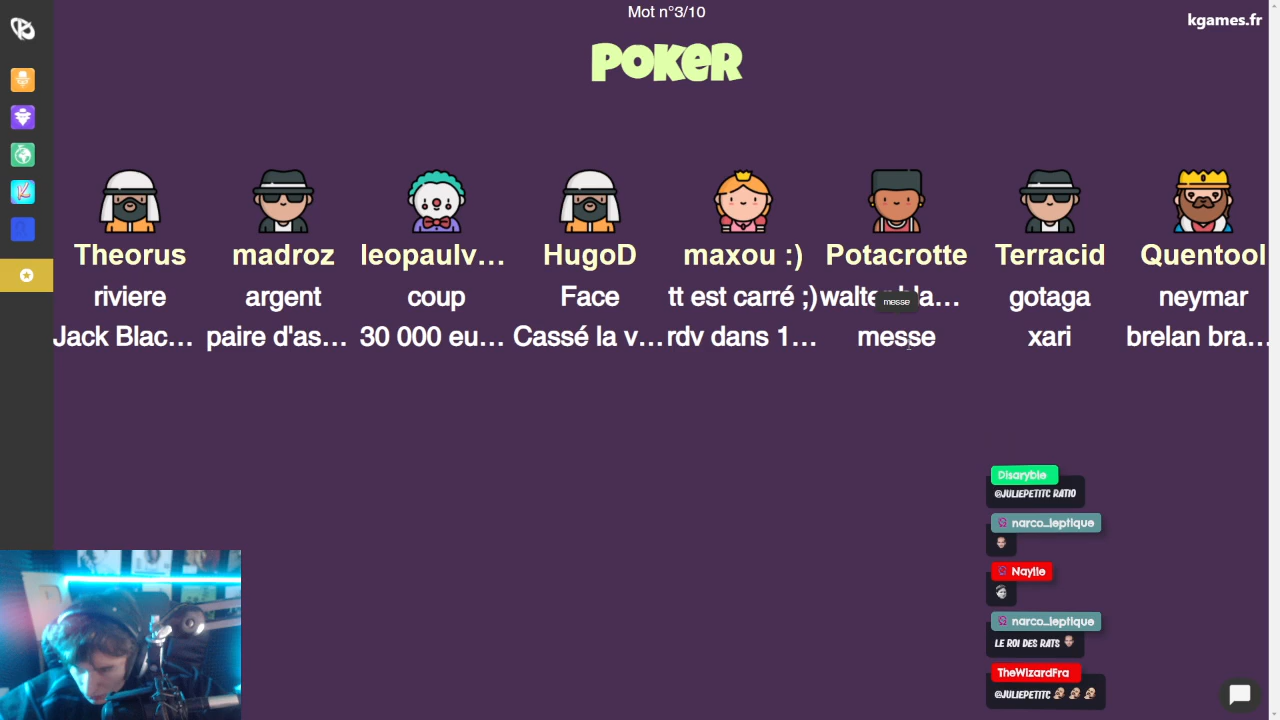 Mot n°3/10
kgames.fr
POKER
Theorus
madroz
leopaulv...
HugoD
maxou :)
Potacrotte
Terracid
Quentool
riviere
argent
coup
Face
tt est carré ;)
gotaga
neymar
messe
Jack Blac...
paire d'as...
30 000 eu...
Cassé la v...
rdv dans 1...
messe
xari
brelan bra...
Disaryble
@JULIEPETITC RATIO
narco_leptique
Naylie
narco_leptique
LE ROI DES RATS
TheWizardFra
@JULIEPETITC